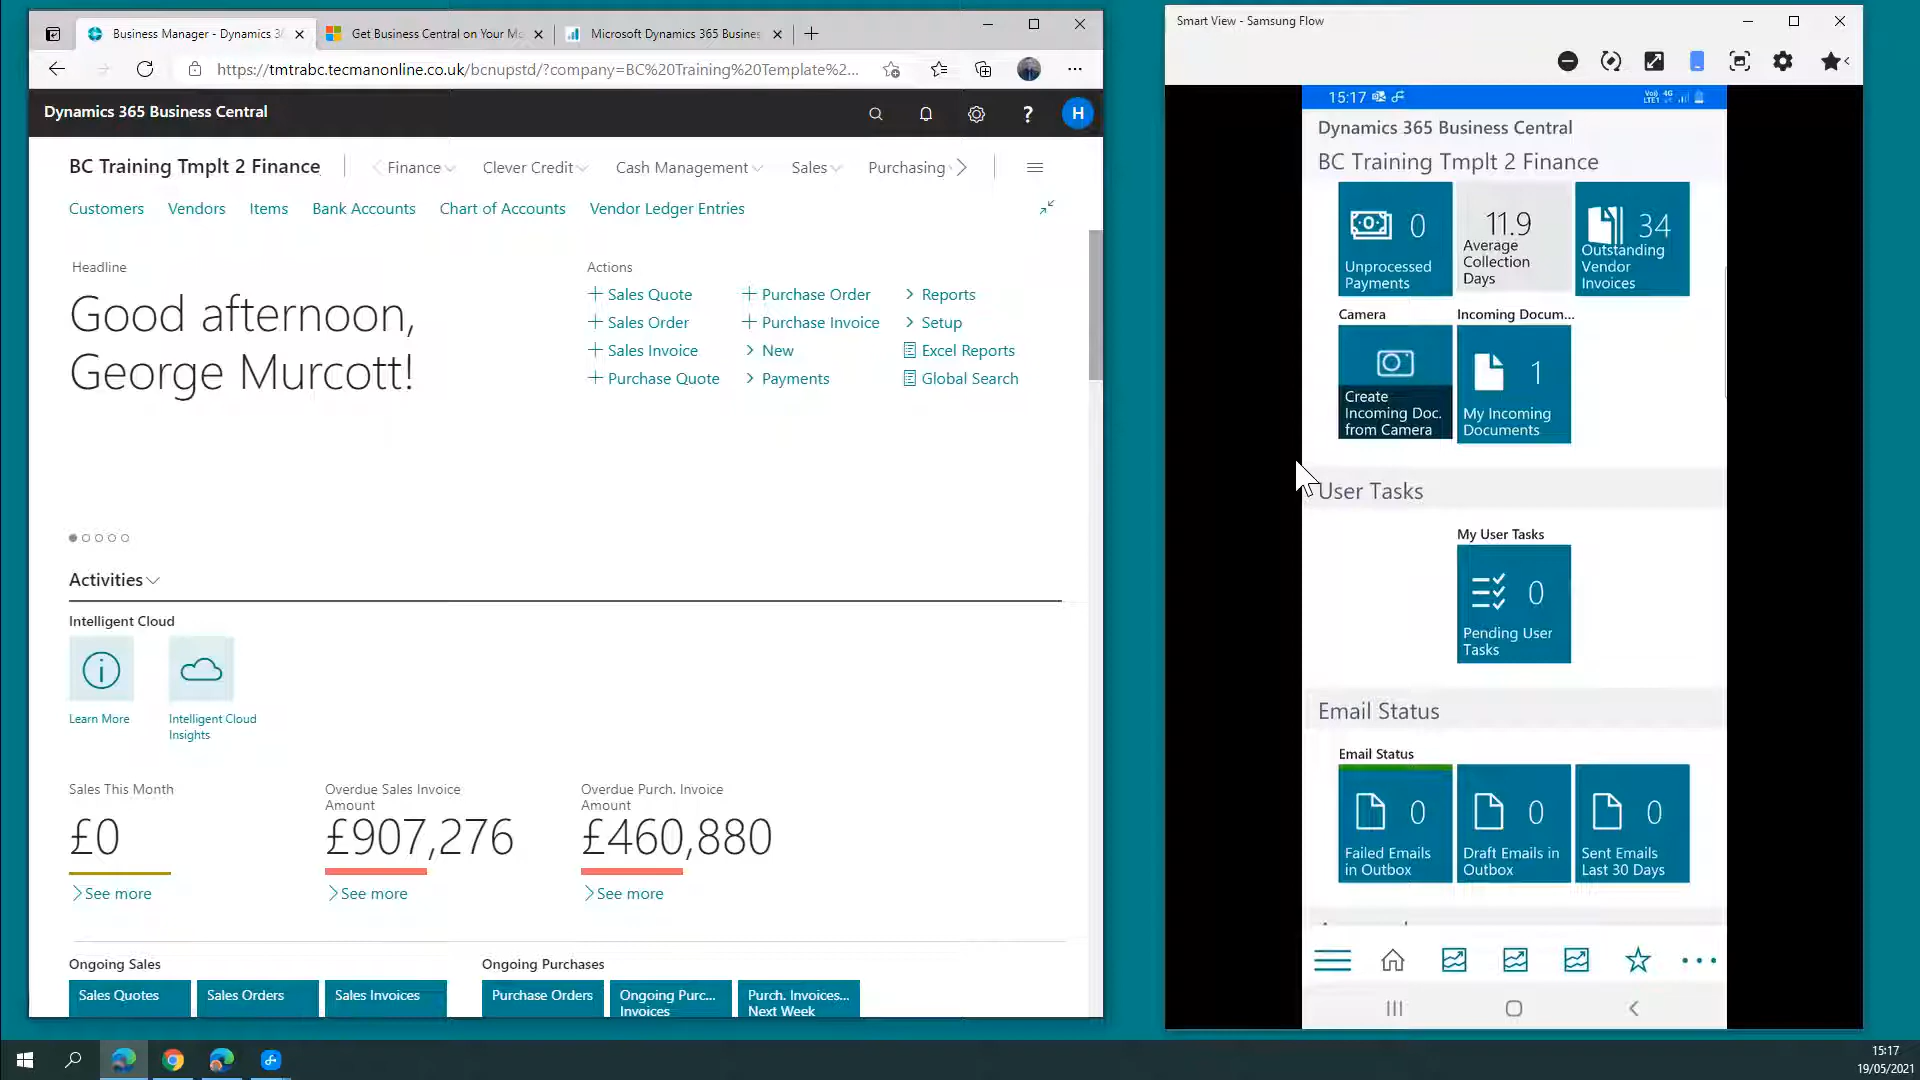 Business Manager - Dynamics 3
Get Business Central on Your M
Microsoft Dynamics 365 Busines
https://tmtrabc.tecmanonline.co.uk/bcnupstd/?company=BC%20Training%20Template%2...
Dynamics 365 Business Central
H
BC Training Tmplt 2 Finance
Finance
Clever Credit
Cash Management
Sales
Purchasing
Customers
Vendors
Items
Bank Accounts
Chart of Accounts
Vendor Ledger Entries
Headline
Good afternoon,
George Murcott!
Actions
Sales Quote
Sales Order
Sales Invoice
Purchase Quote
Purchase Order
Purchase Invoice
New
Payments
Reports
Setup
Excel Reports
Global Search
Activities
Intelligent Cloud
Learn More
Intelligent Cloud
Insights
Sales This Month
£0
See more
Overdue Sales Invoice
Amount
£907,276
See more
Overdue Purch. Invoice
Amount
£460,880
See more
Ongoing Sales
Sales Quotes
Sales Orders
Sales Invoices
Ongoing Purchases
Purchase Orders
Ongoing Purc...
Invoices
Purch. Invoices...
Next Week
Smart View - Samsung Flow
15:17
4G
LTE1
Dynamics 365 Business Central
BC Training Tmplt 2 Finance
0
Unprocessed
Payments
11.9
Average
Collection
Days
34
Outstanding
Vendor
Invoices
Camera
Create
Incoming Doc.
from Camera
Incoming Docum...
1
My Incoming
Documents
User Tasks
My User Tasks
0
Pending User
Tasks
Email Status
Email Status
0
Failed Emails
in Outbox
0
Draft Emails in
Outbox
0
Sent Emails
Last 30 Days
15:17
19/05/2021